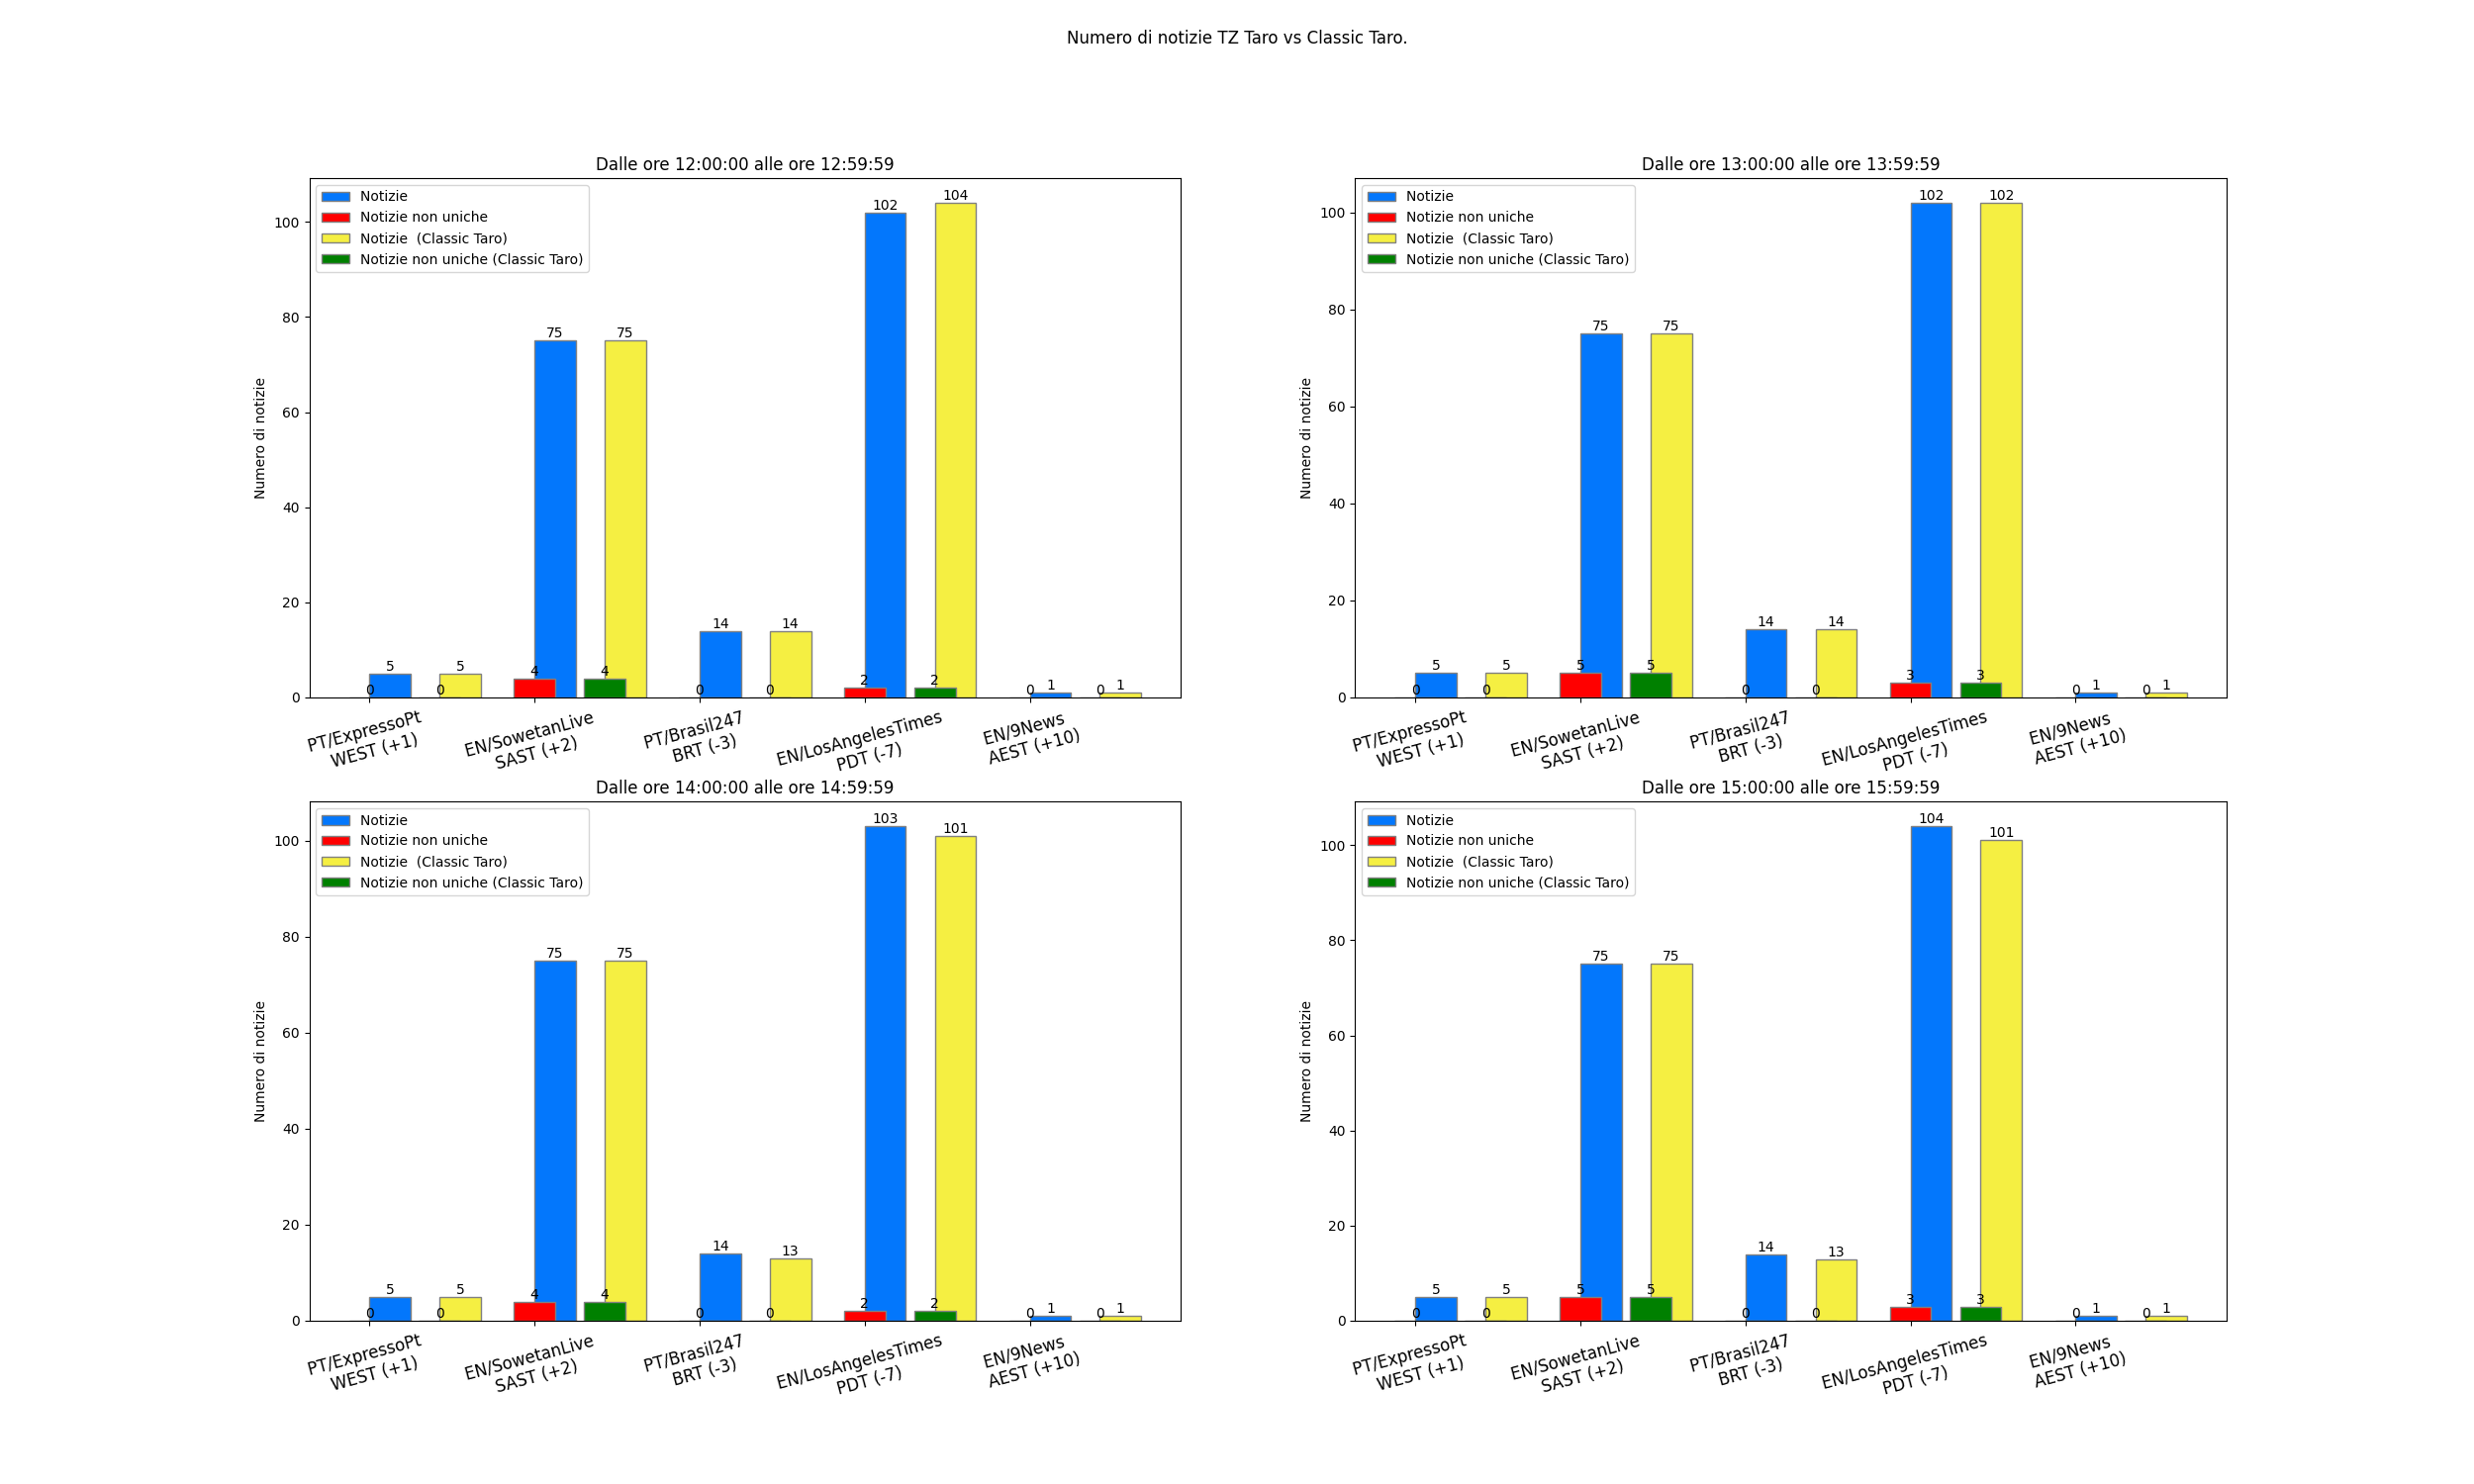 Numero di notizie TZ Taro vs Classic Taro.
Dalle ore 12:00:00 alle ore 12:59:59
Notizie
Notizie non uniche
Notizie  (Classic Taro)
Notizie non uniche (Classic Taro)
Numero di notizie
100
80
60
40
20
0
5
0
5
0
75
4
75
4
14
0
14
0
102
2
104
2
1
0
1
0
PT/ExpressoPt
WEST (+1)
EN/SowetanLive
SAST (+2)
PT/Brasil247
BRT (-3)
EN/LosAngelesTimes
PDT (-7)
EN/9News
AEST (+10)
Dalle ore 13:00:00 alle ore 13:59:59
Notizie
Notizie non uniche
Notizie  (Classic Taro)
Notizie non uniche (Classic Taro)
Numero di notizie
100
80
60
40
20
0
5
0
5
0
75
5
75
5
14
0
14
0
102
3
102
3
1
0
1
0
PT/ExpressoPt
WEST (+1)
EN/SowetanLive
SAST (+2)
PT/Brasil247
BRT (-3)
EN/LosAngelesTimes
PDT (-7)
EN/9News
AEST (+10)
Dalle ore 14:00:00 alle ore 14:59:59
Notizie
Notizie non uniche
Notizie  (Classic Taro)
Notizie non uniche (Classic Taro)
Numero di notizie
100
80
60
40
20
0
5
0
5
0
75
4
75
4
14
0
13
0
103
2
101
2
1
0
1
0
PT/ExpressoPt
WEST (+1)
EN/SowetanLive
SAST (+2)
PT/Brasil247
BRT (-3)
EN/LosAngelesTimes
PDT (-7)
EN/9News
AEST (+10)
Dalle ore 15:00:00 alle ore 15:59:59
Notizie
Notizie non uniche
Notizie  (Classic Taro)
Notizie non uniche (Classic Taro)
Numero di notizie
100
80
60
40
20
0
5
0
5
0
75
5
75
5
14
0
13
0
104
3
101
3
1
0
1
0
PT/ExpressoPt
WEST (+1)
EN/SowetanLive
SAST (+2)
PT/Brasil247
BRT (-3)
EN/LosAngelesTimes
PDT (-7)
EN/9News
AEST (+10)